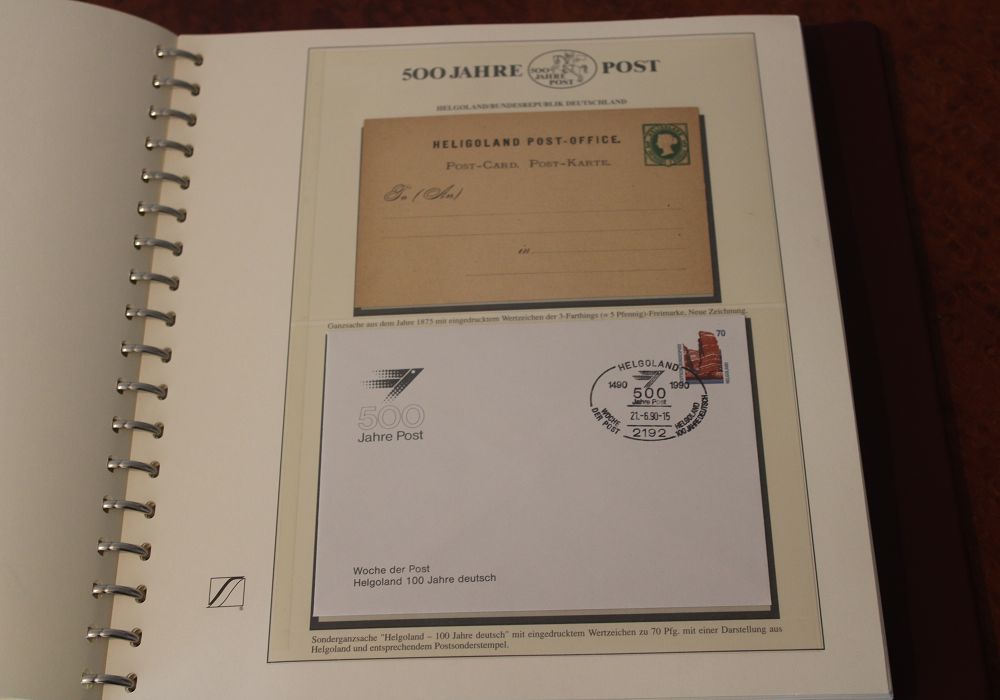 500 JAHRE POST
500
JAHRE
POST
HELGOLAND/BUNDESREPUBLIK DEUTSCHLAND
HELIGOLAND POST-OFFICE.
POST-CARD. POST-KARTE.
To (An)
in
Ganzsache aus dem Jahre 1875 mit eingedrucktem Wertzeichen der 3-Farthings (= 5 Pfennig)-Freimarke, Neue Zeichnung.
500
Jahre Post
70
HELGOLAND
HELGOLAND
1490 1990
500
Jahre Post
21.-6.90-15
WOCHE
DER POST
HELGOLAND
100 JAHRE DEUTSCH
2192
Woche der Post
Helgoland 100 Jahre deutsch
Sonderganzsache "Helgoland – 100 Jahre deutsch" mit eingedrucktem Wertzeichen zu 70 Pfg. mit einer Darstellung aus
Helgoland und entsprechendem Postsonderstempel.